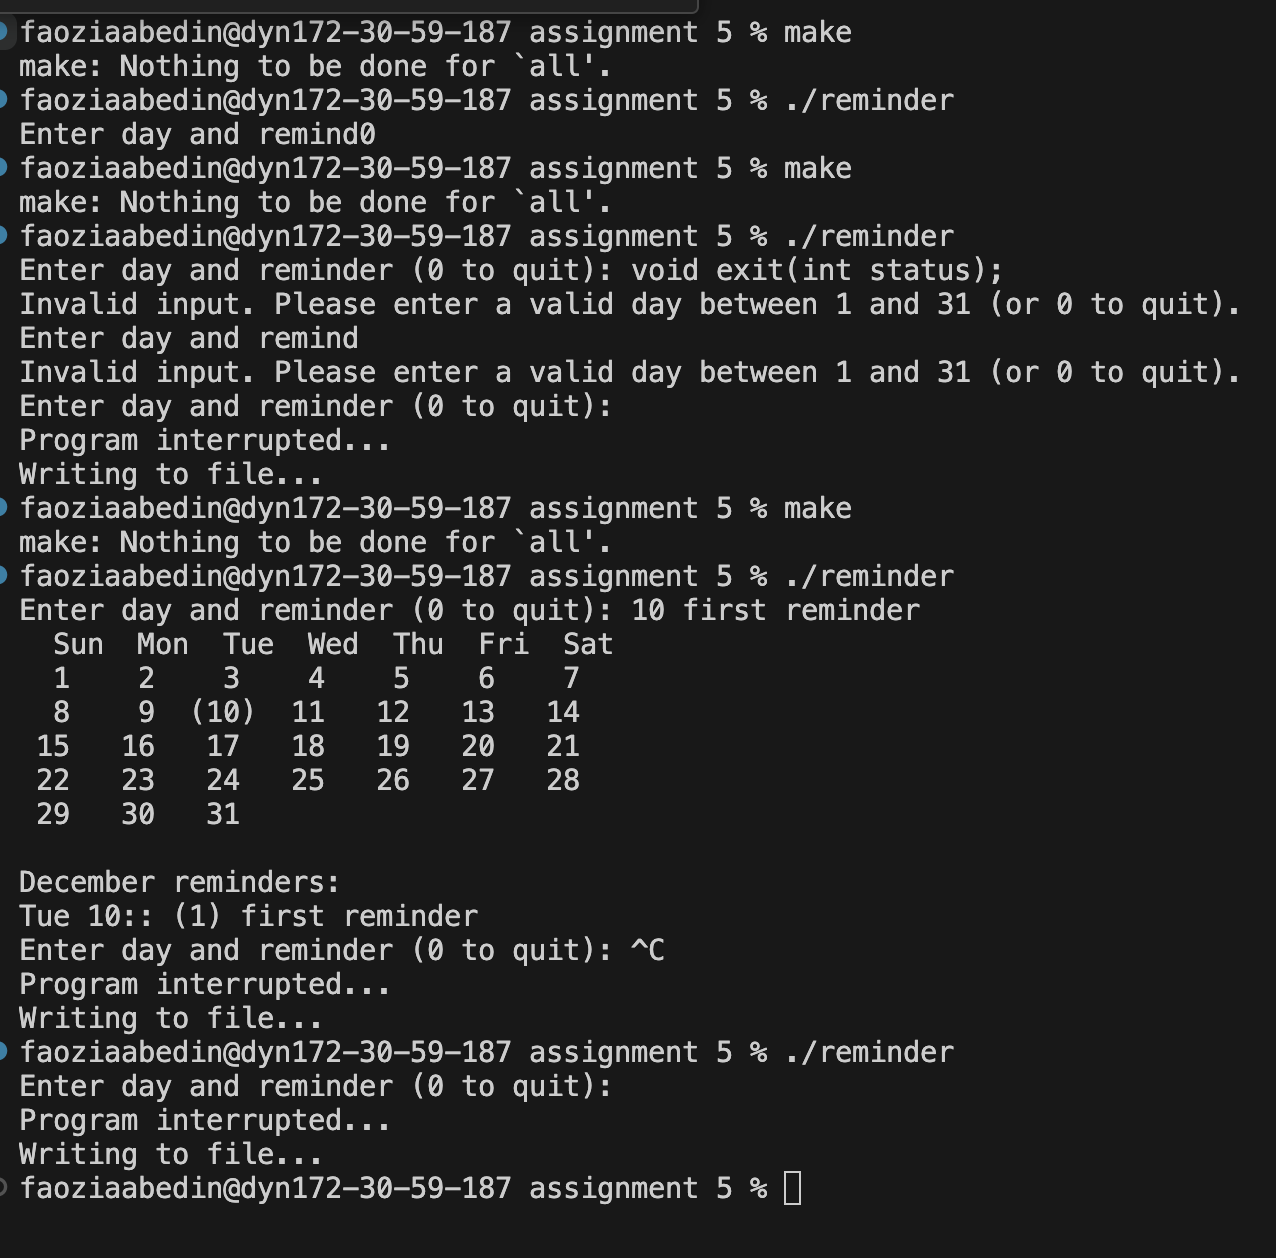 faoziaabedin@dyn172-30-59-187 assignment 5 % make
make: Nothing to be done for `all'.
faoziaabedin@dyn172-30-59-187 assignment 5 % ./reminder
Enter day and remind0
faoziaabedin@dyn172-30-59-187 assignment 5 % make
make: Nothing to be done for `all'.
faoziaabedin@dyn172-30-59-187 assignment 5 % ./reminder
Enter day and reminder (0 to quit): void exit(int status);
Invalid input. Please enter a valid day between 1 and 31 (or 0 to quit).
Enter day and remind
Invalid input. Please enter a valid day between 1 and 31 (or 0 to quit).
Enter day and reminder (0 to quit):
Program interrupted...
Writing to file...
faoziaabedin@dyn172-30-59-187 assignment 5 % make
make: Nothing to be done for `all'.
faoziaabedin@dyn172-30-59-187 assignment 5 % ./reminder
Enter day and reminder (0 to quit): 10 first reminder
  Sun  Mon  Tue  Wed  Thu  Fri  Sat
  1    2    3    4    5    6    7
  8    9  (10)  11   12   13   14
 15   16   17   18   19   20   21
 22   23   24   25   26   27   28
 29   30   31
December reminders:
Tue 10:: (1) first reminder
Enter day and reminder (0 to quit): ^C
Program interrupted...
Writing to file...
faoziaabedin@dyn172-30-59-187 assignment 5 % ./reminder
Enter day and reminder (0 to quit):
Program interrupted...
Writing to file...
faoziaabedin@dyn172-30-59-187 assignment 5 %